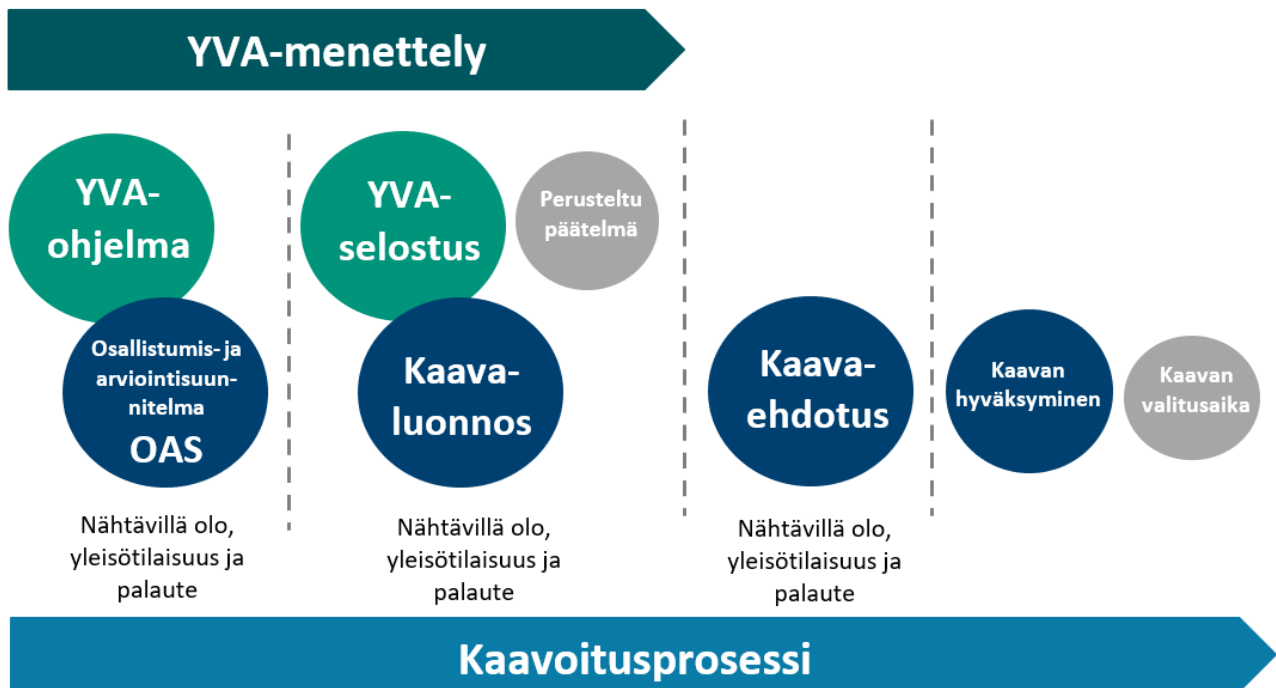 YVA-menettely
YVA-
ohjelma
Osallistumis- ja
arviointisuun-
nitelma
OAS
Nähtävillä olo,
yleisötilaisuus ja
palaute
YVA-
selostus
Perusteltu
päätelmä
Kaava-
luonnos
Nähtävillä olo,
yleisötilaisuus ja
palaute
Kaava-
ehdotus
Nähtävillä olo,
yleisötilaisuus ja
palaute
Kaavan
hyväksyminen
Kaavan
valitusaika
Kaavoitusprosessi